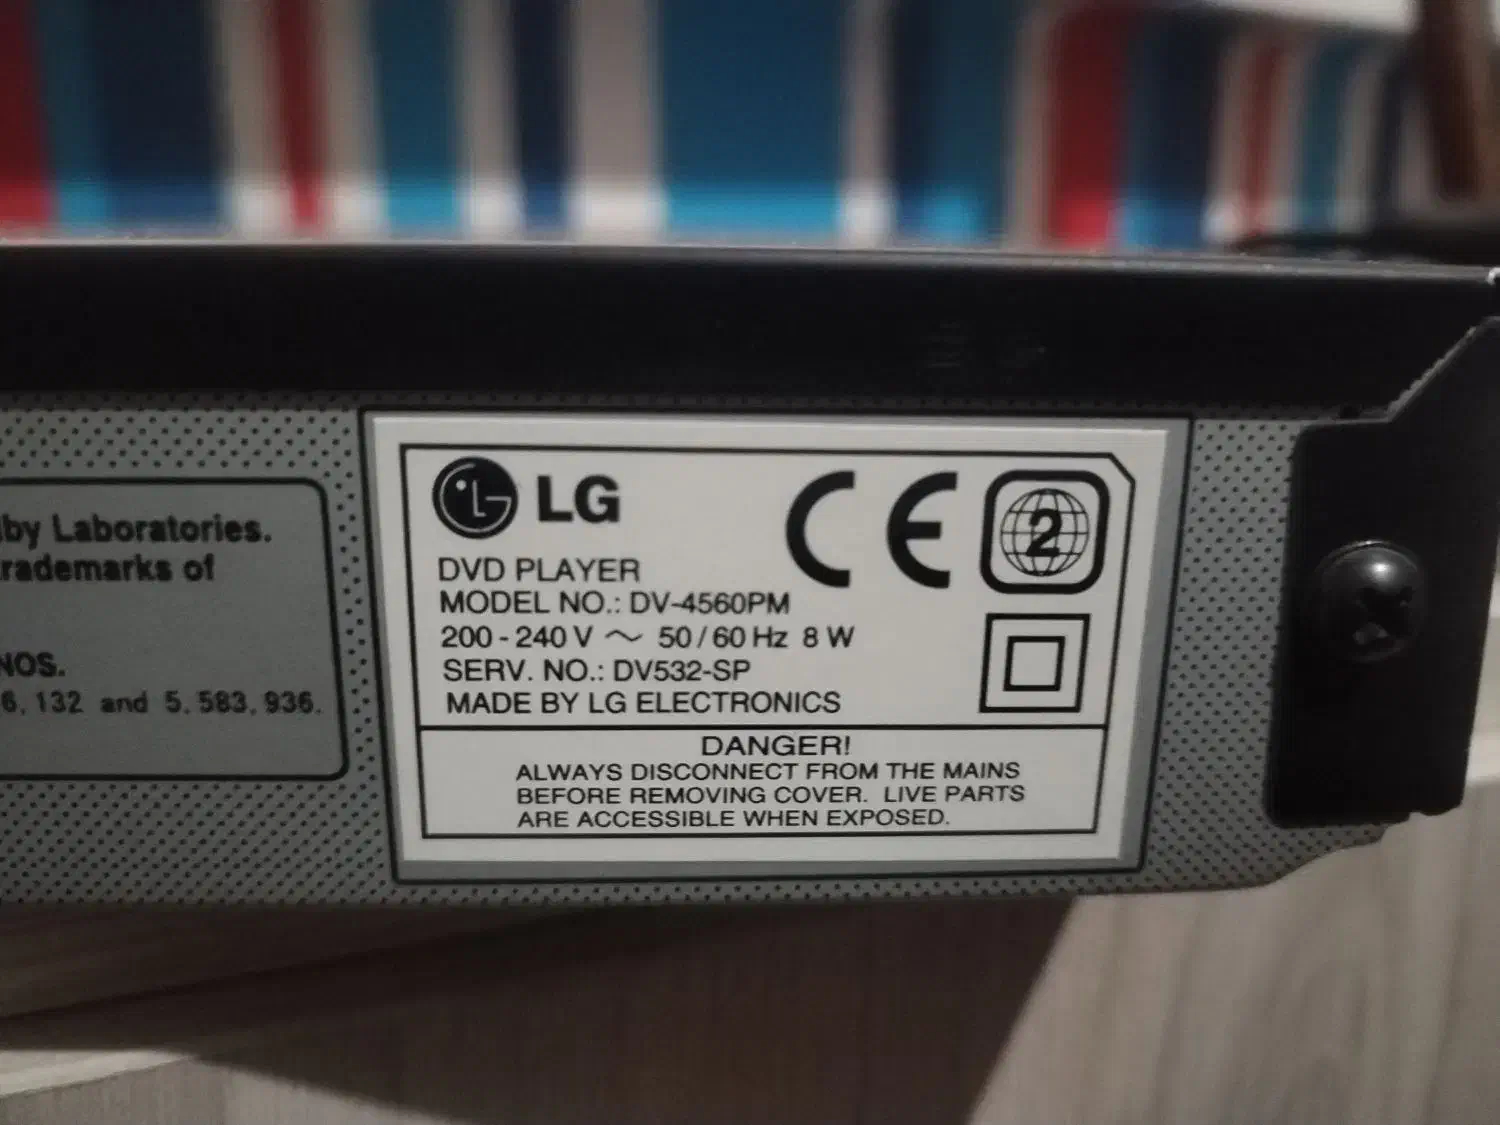 by Laboratories.
rademarks of
NOS.
6,132 and 5,583,936.
LG
CE
2
DVD PLAYER
MODEL NO.: DV-4560PM
200-240 V ~ 50/60 Hz 8 W
SERV. NO.: DV532-SP
MADE BY LG ELECTRONICS
DANGER!
ALWAYS DISCONNECT FROM THE MAINS
BEFORE REMOVING COVER. LIVE PARTS
ARE ACCESSIBLE WHEN EXPOSED.